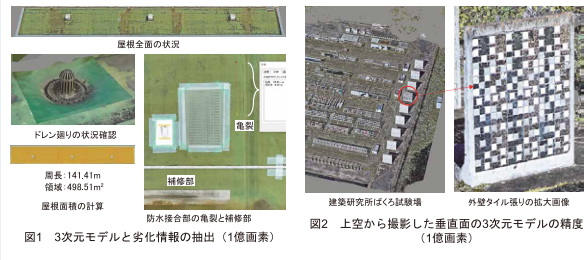 屋根全面の状況
ドレン廻りの状況確認
周長：141.41m
領域：498.51m²
屋根面積の計算
亀裂
補修部
防水接合部の亀裂と補修部
図1　3次元モデルと劣化情報の抽出（1億画素）
建築研究所ばくろ試験場
外壁タイル張りの拡大画像
図2　上空から撮影した垂直面の3次元モデルの精度
（1億画素）